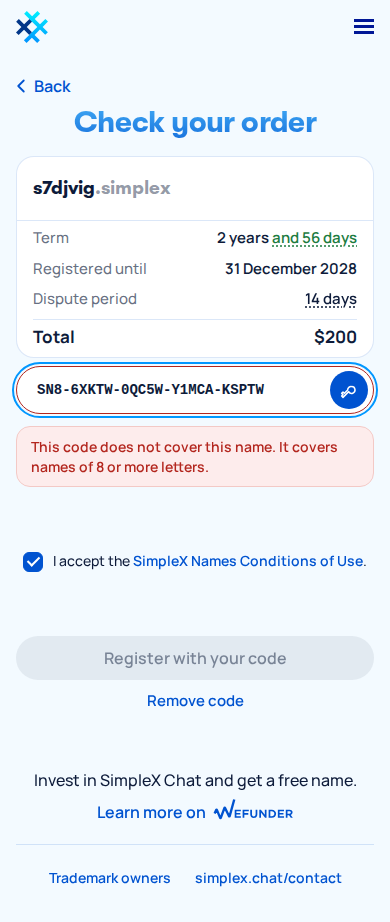 Back
Check your order
s7djvig.simplex
Term 2 years and 56 days
Registered until 31 December 2028
Dispute period 14 days
Total $200
SN8-6XKTW-0QC5W-Y1MCA-KSPTW
This code does not cover this name. It covers
names of 8 or more letters.
I accept the SimpleX Names Conditions of Use.
Register with your code
Remove code
Invest in SimpleX Chat and get a free name.
Learn more on WEFUNDER
Trademark owners simplex.chat/contact